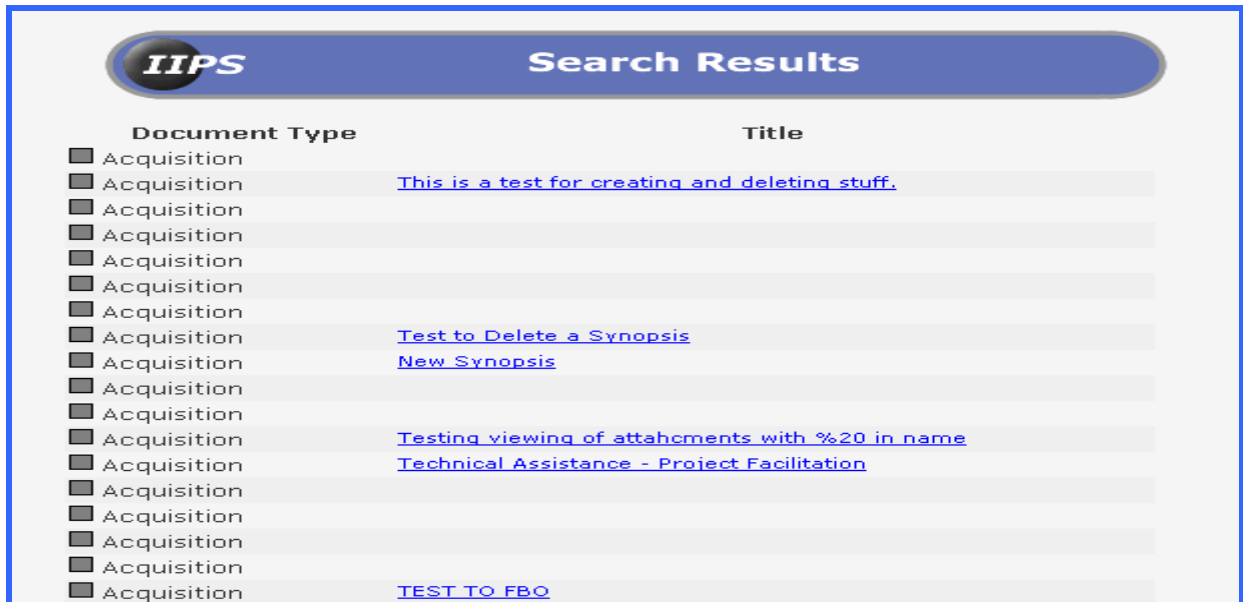 IIPS Search Results
Document Type Title
Acquisition
Acquisition This is a test for creating and deleting stuff.
Acquisition
Acquisition
Acquisition
Acquisition
Acquisition
Acquisition Test to Delete a Synopsis
Acquisition New Synopsis
Acquisition
Acquisition
Acquisition Testing viewing of attahcments with %20 in name
Acquisition Technical Assistance - Project Facilitation
Acquisition
Acquisition
Acquisition
Acquisition
Acquisition TEST TO FBO